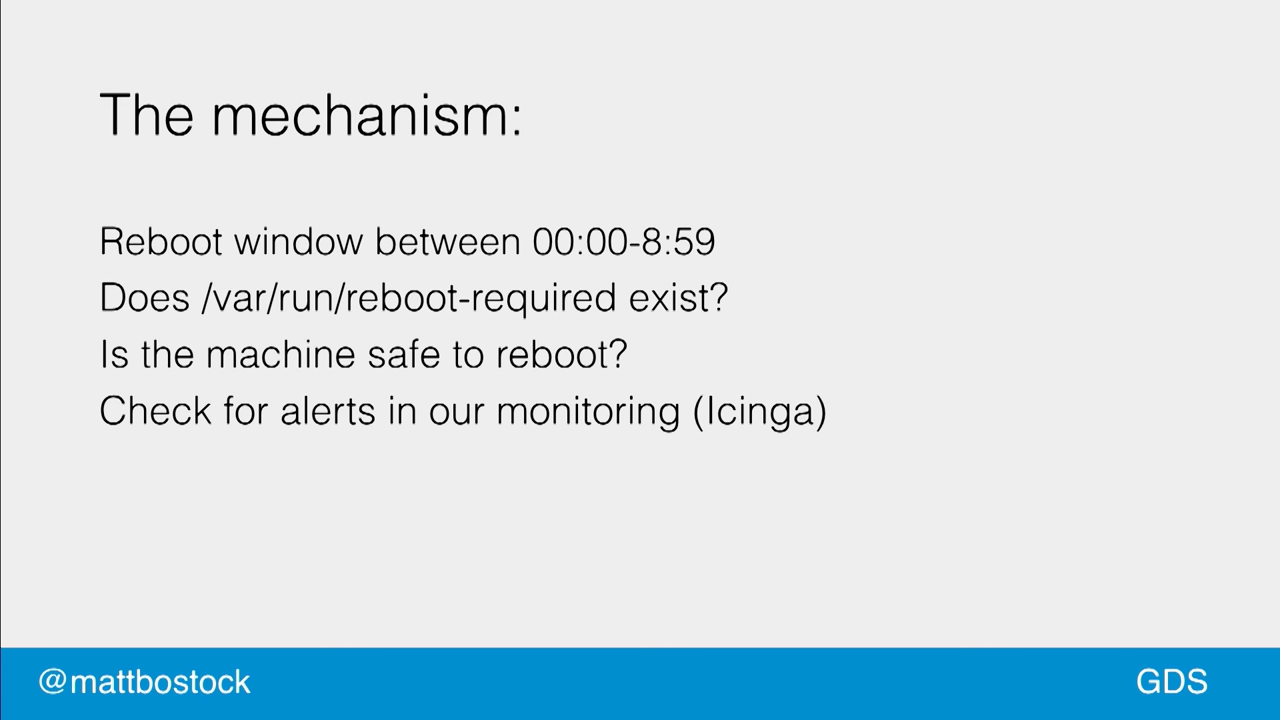 The mechanism:
Reboot window between 00:00-8:59
Does /var/run/reboot-required exist?
Is the machine safe to reboot?
Check for alerts in our monitoring (Icinga)
@mattbostock
GDS